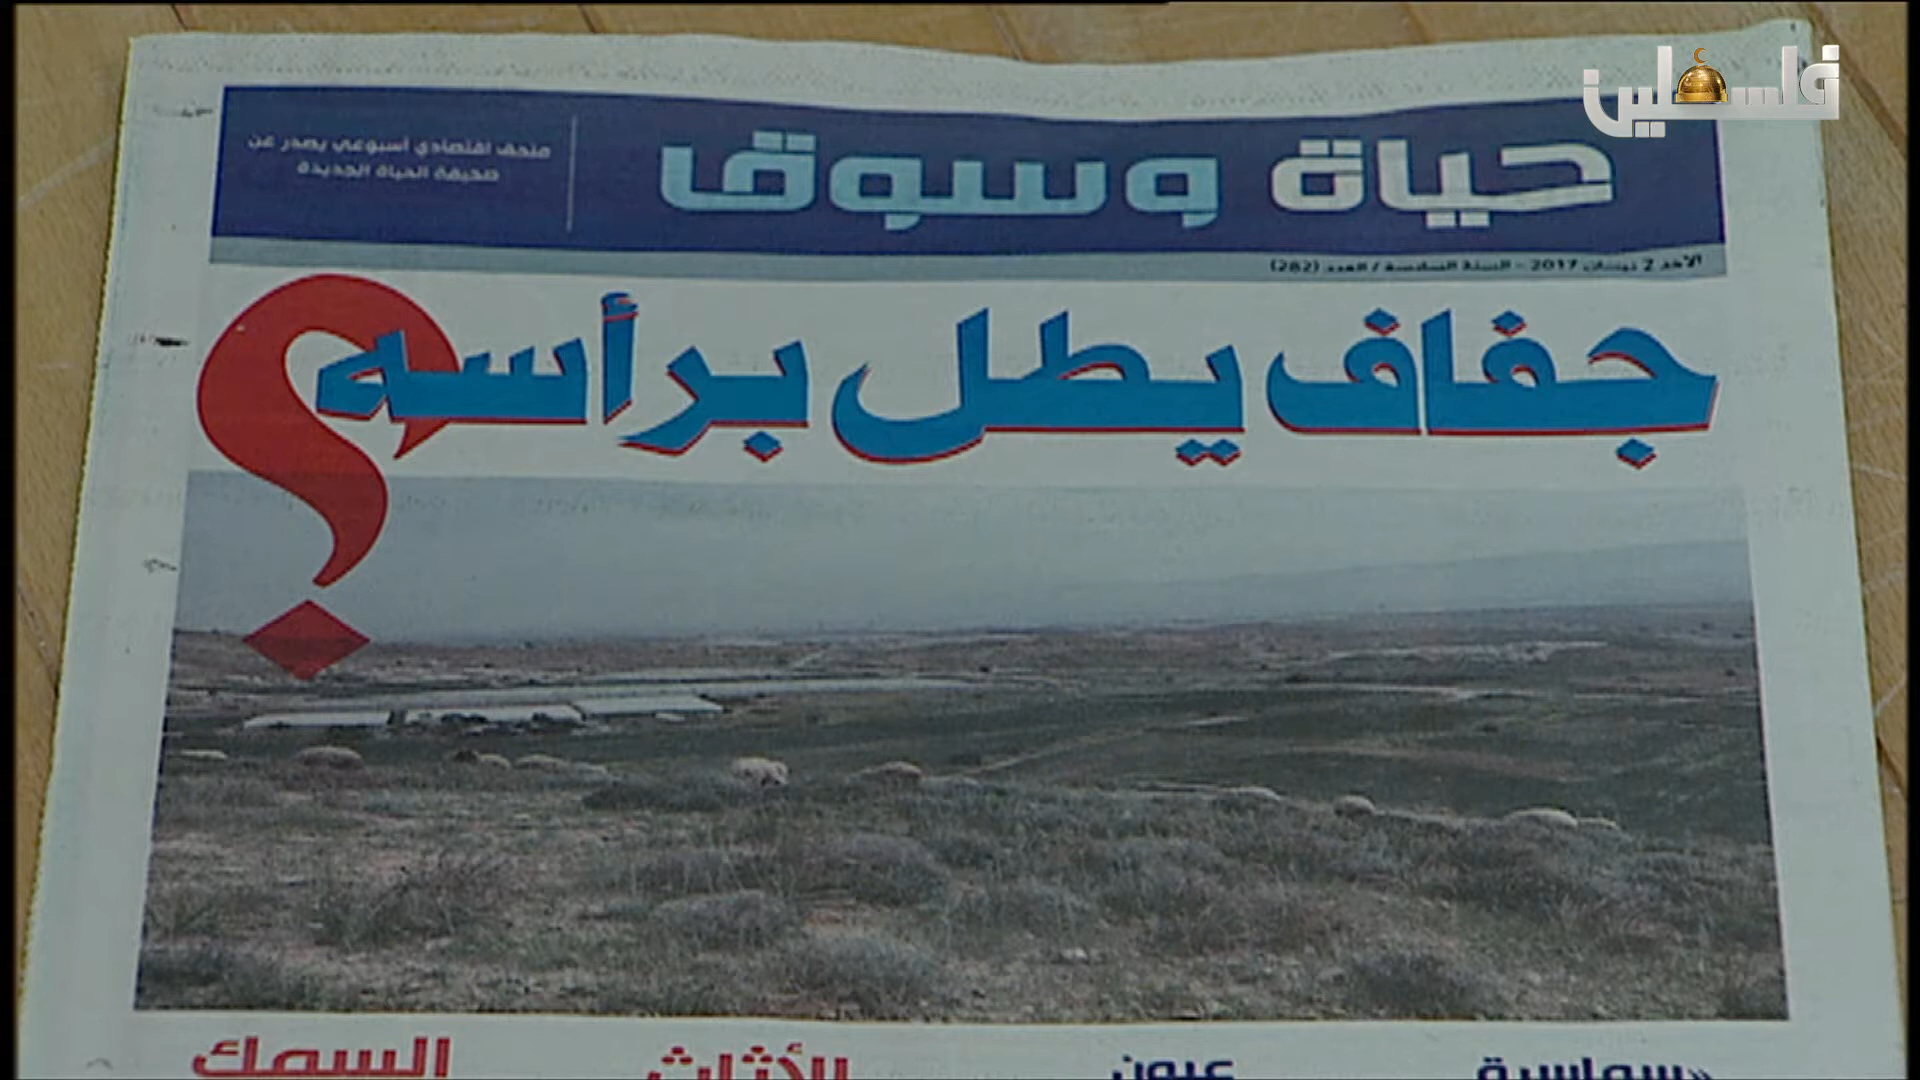 فلسطين
حياة وسوق
ملحق اقتصادي أسبوعي يصدر عن
صحيفة الحياة الجديدة
الأحد 2 نيسان 2017 - السنة السادسة / العدد (282)
جفاف يطل برأسه؟
«سماسرة
عيون
الأثاث
السمك